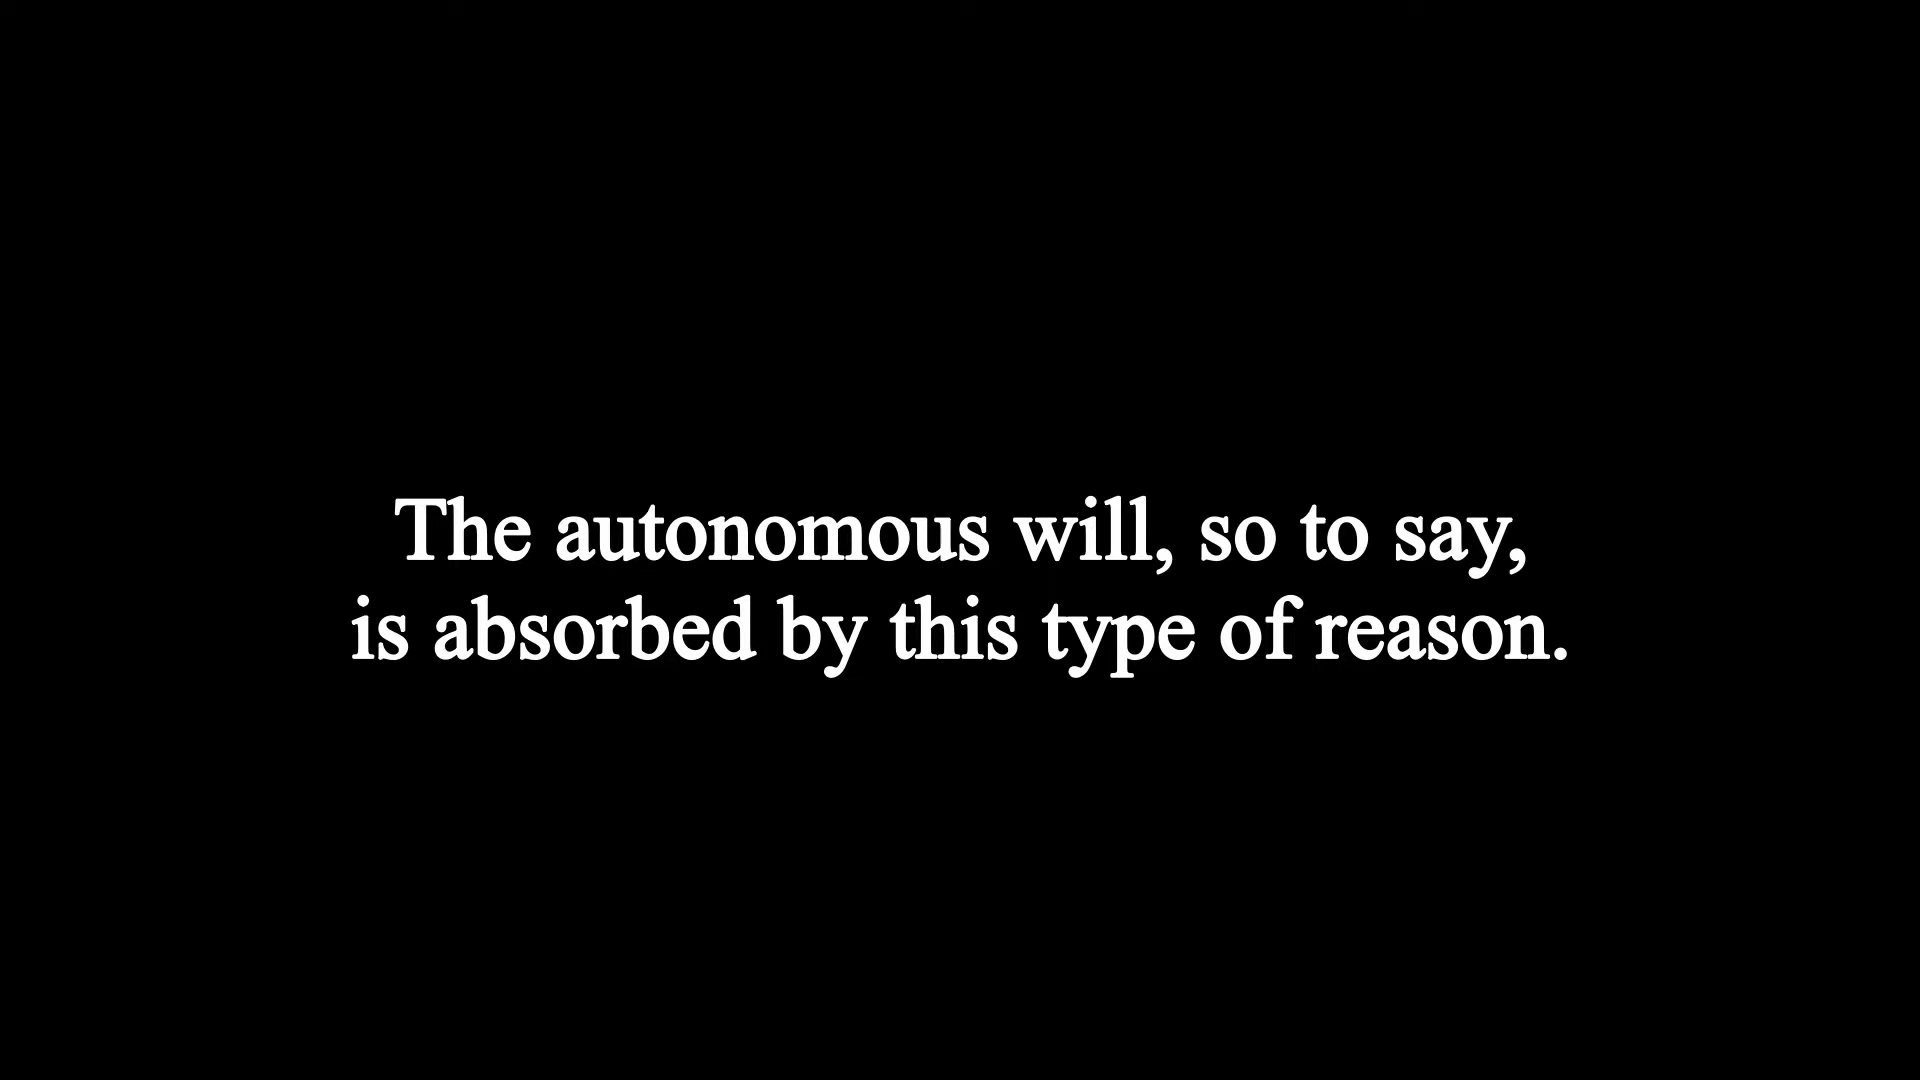 The autonomous will, so to say,
is absorbed by this type of reason.